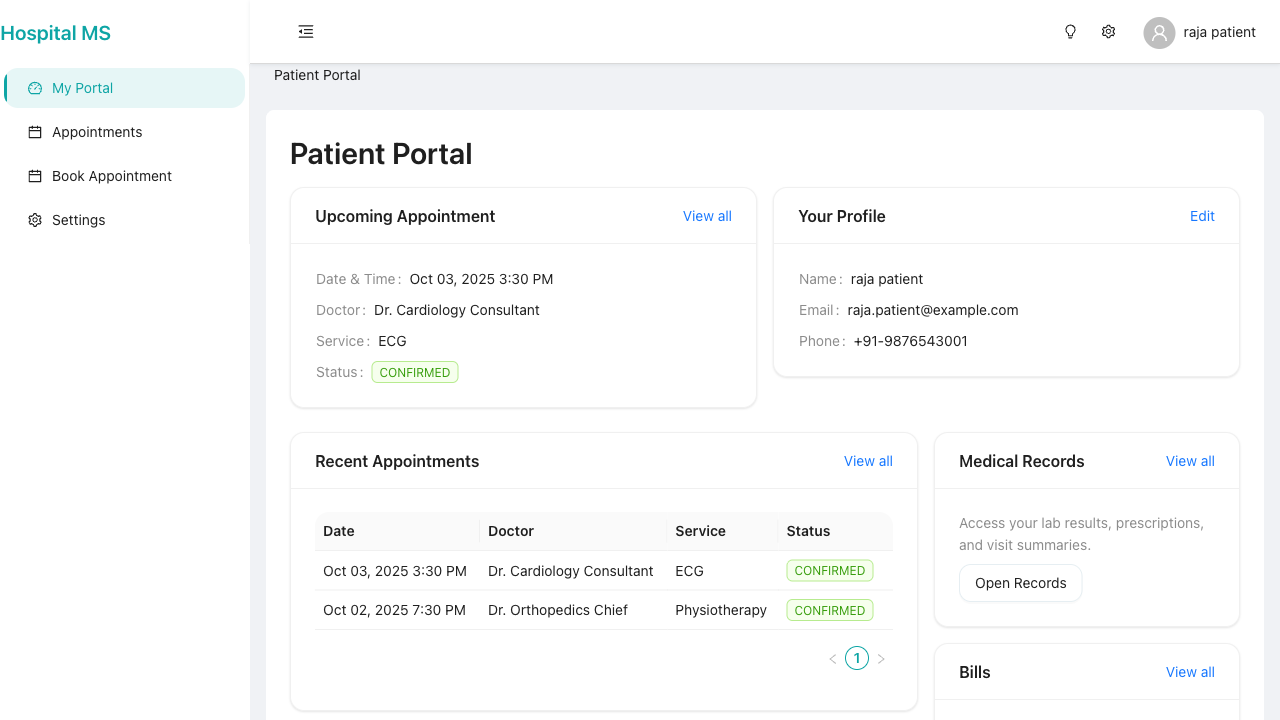 Hospital MS
raja patient
My Portal
Appointments
Book Appointment
Settings
Patient Portal
Patient Portal
Upcoming Appointment
View all
Date & Time : Oct 03, 2025 3:30 PM
Doctor : Dr. Cardiology Consultant
Service : ECG
Status : CONFIRMED
Your Profile
Edit
Name : raja patient
Email : raja.patient@example.com
Phone : +91-9876543001
Recent Appointments
View all
Date Doctor Service Status
Oct 03, 2025 3:30 PM Dr. Cardiology Consultant ECG CONFIRMED
Oct 02, 2025 7:30 PM Dr. Orthopedics Chief Physiotherapy CONFIRMED
1
Medical Records
View all
Access your lab results, prescriptions,
and visit summaries.
Open Records
Bills
View all